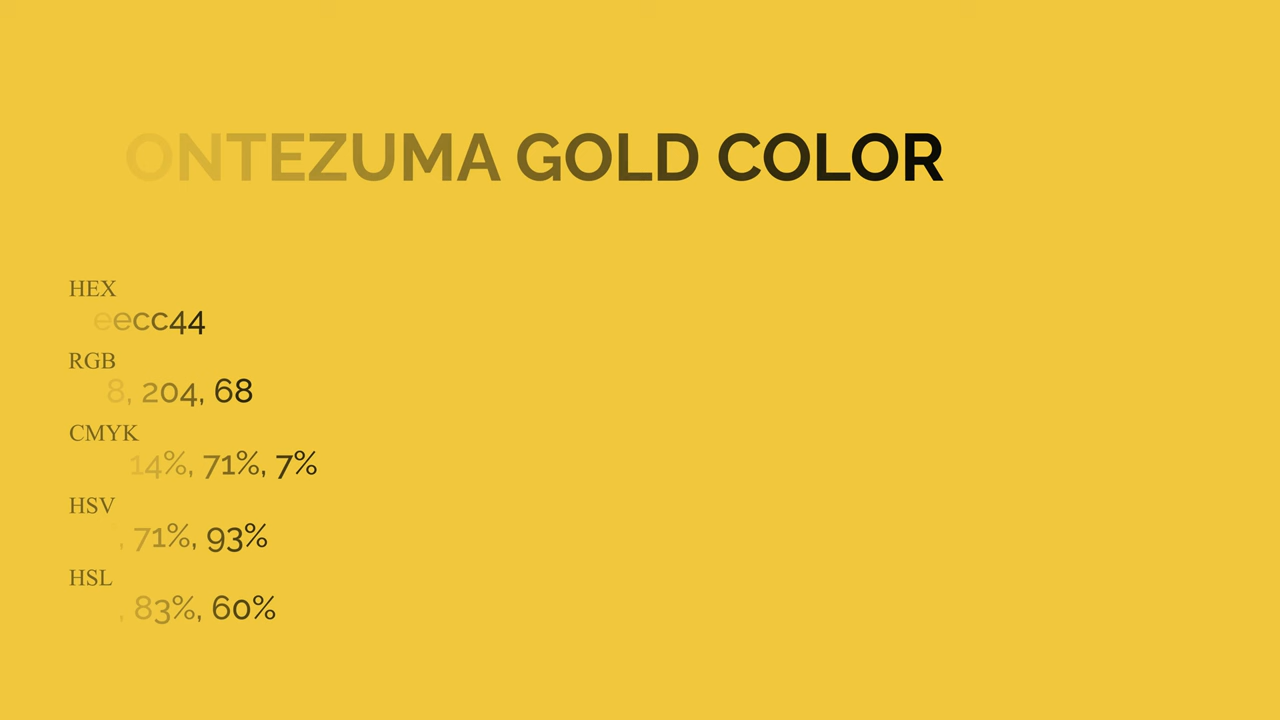 ONTEZUMA GOLD COLOR
HEX
eecc44
RGB
8, 204, 68
CMYK
14%, 71%, 7%
HSV
, 71%, 93%
HSL
, 83%, 60%